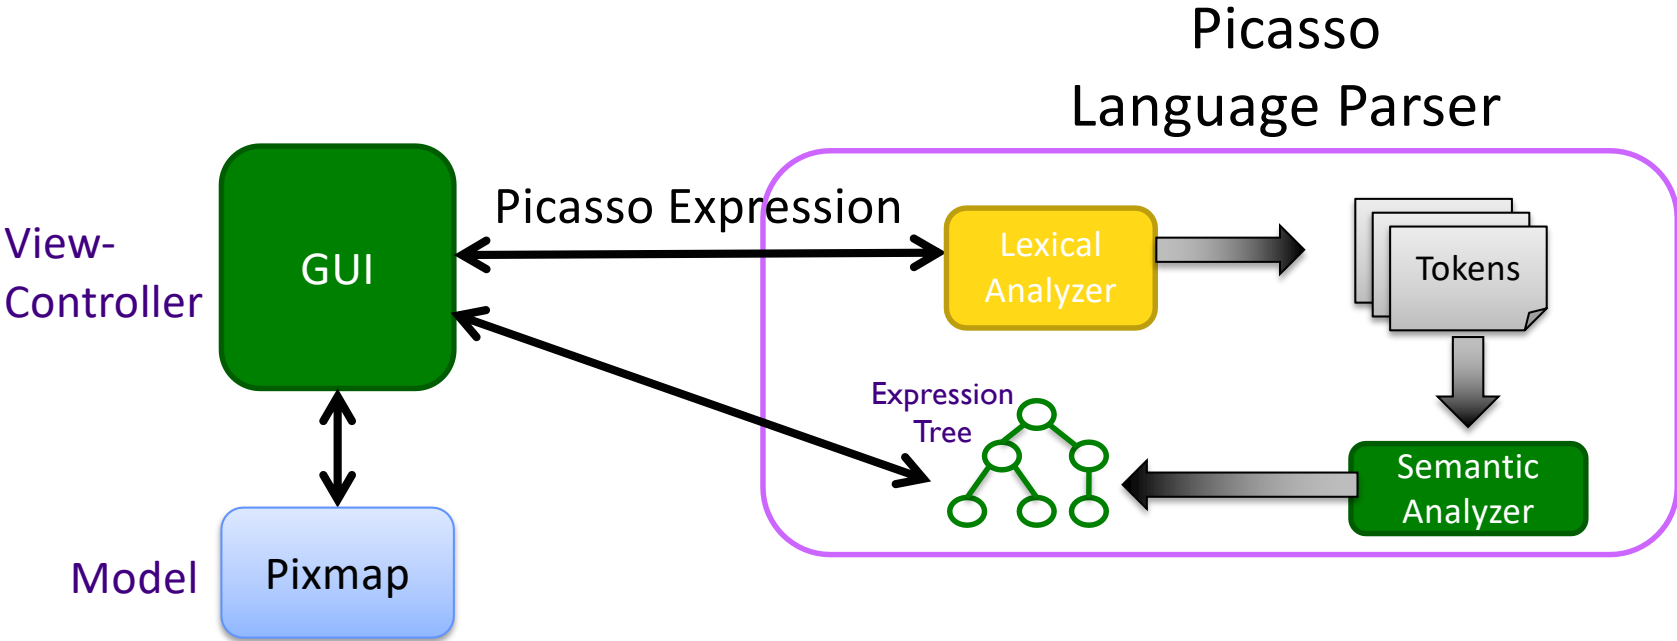 Picasso
Language Parser
View-
Controller
GUI
Picasso Expression
Lexical
Analyzer
Tokens
Expression
Tree
Semantic
Analyzer
Model
Pixmap